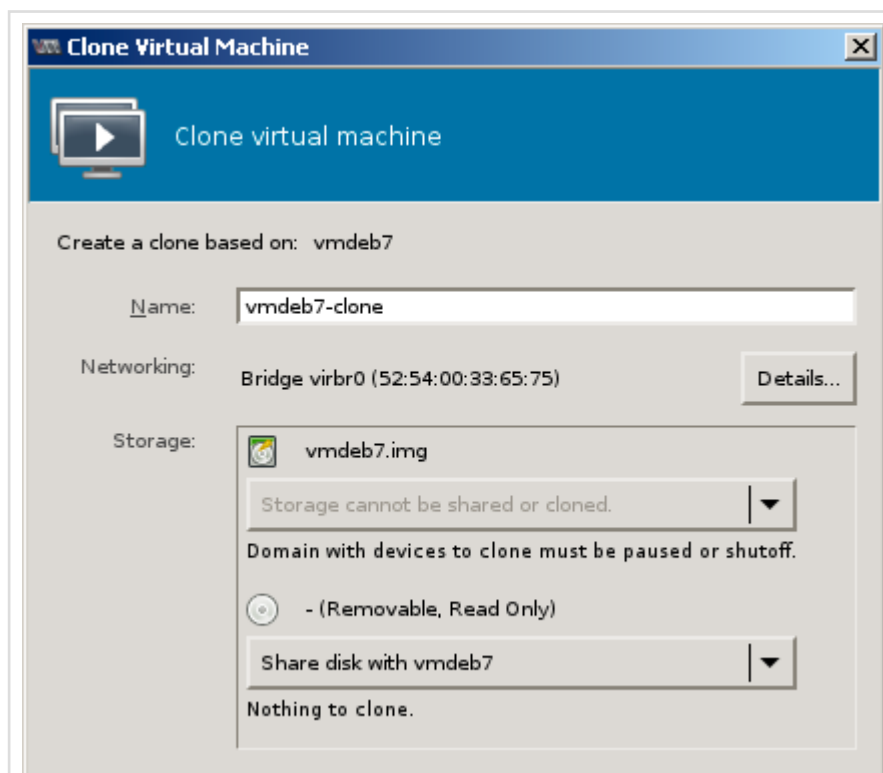 Clone Virtual Machine
Clone virtual machine
Create a clone based on: vmdeb7
Name: vmdeb7-clone
Networking: Bridge virbr0 (52:54:00:33:65:75) Details...
Storage: vmdeb7.img
Storage cannot be shared or cloned.
Domain with devices to clone must be paused or shutoff.
- (Removable, Read Only)
Share disk with vmdeb7
Nothing to clone.